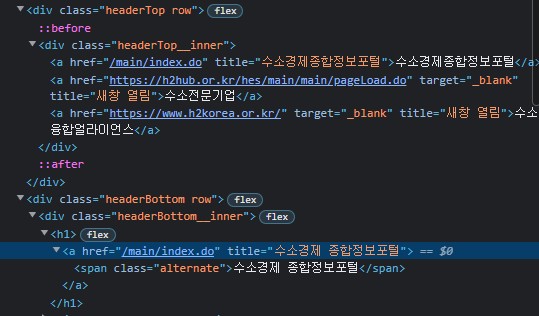 <div class="headerTop row"> flex
::before
<div class="headerTop__inner">
<a href="/main/index.do" title="수소경제종합정보포털">수소경제종합정보포털</a>
<a href="https://h2hub.or.kr/hes/main/main/pageLoad.do" target="_blank"
title="새창 열림">수소전문기업</a>
<a href="https://www.h2korea.or.kr/" target="_blank" title="새창 열림">수소
융합얼라이언스</a>
</div>
::after
</div>
<div class="headerBottom row"> flex
<div class="headerBottom__inner"> flex
<h1> flex
<a href="/main/index.do" title="수소경제 종합정보포털"> == $0
<span class="alternate">수소경제 종합정보포털</span>
</a>
</h1>